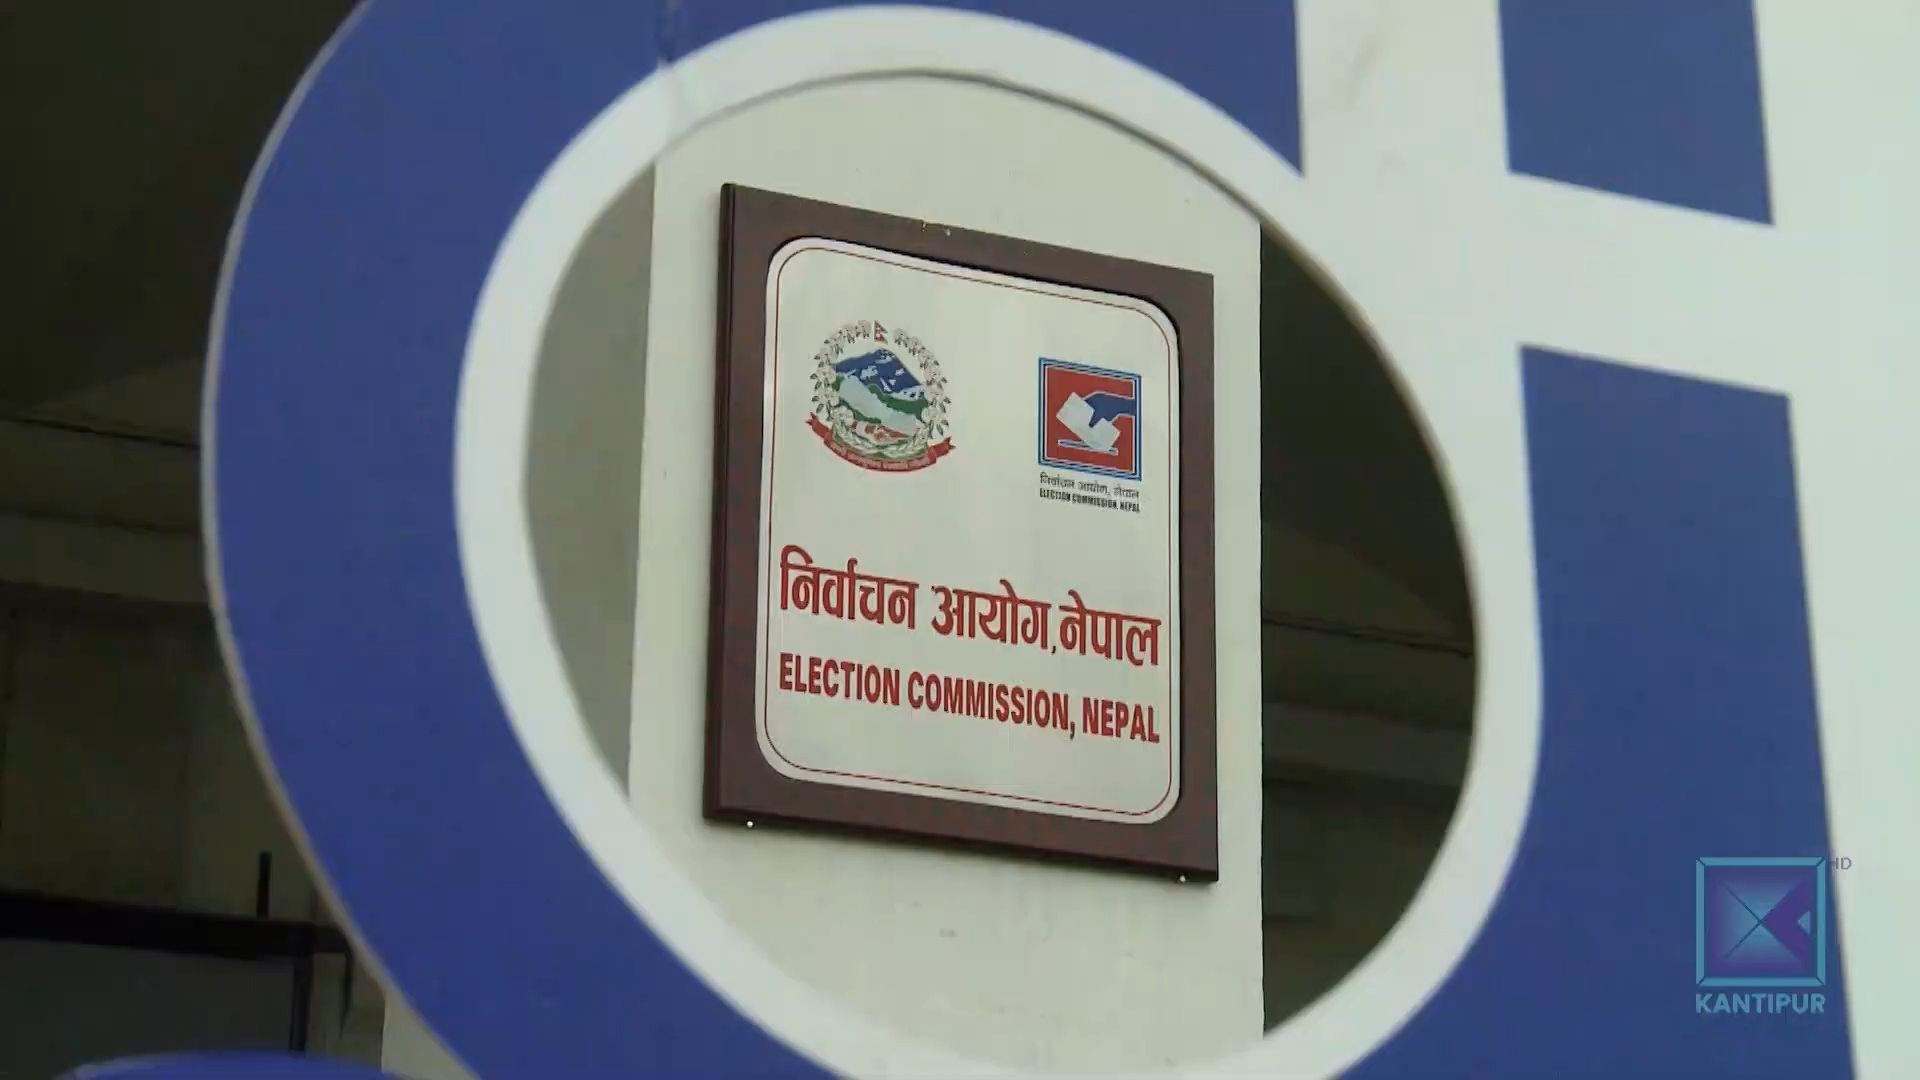 निर्वाचन आयोग, नेपाल
ELECTION COMMISSION, NEPAL
निर्वाचन आयोग, नेपाल
ELECTION COMMISSION, NEPAL
HD
KANTIPUR